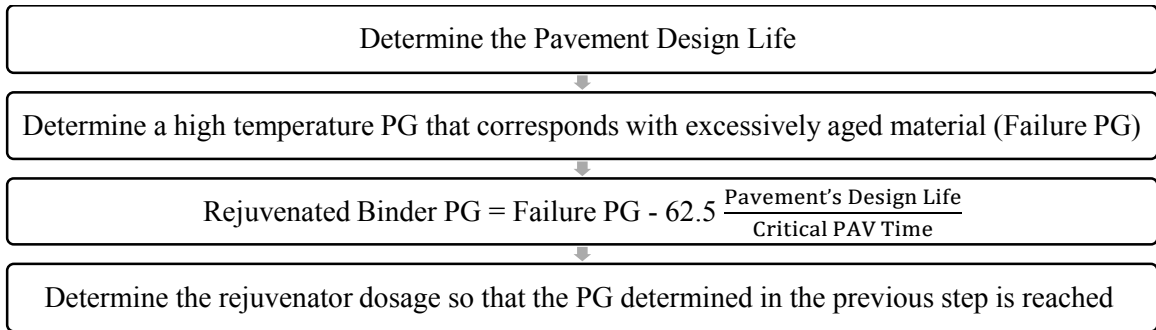 Determine the Pavement Design Life
Determine a high temperature PG that corresponds with excessively aged material (Failure PG)
Rejuvenated Binder PG = Failure PG - 62.5 Pavement's Design Life / Critical PAV Time
Determine the rejuvenator dosage so that the PG determined in the previous step is reached